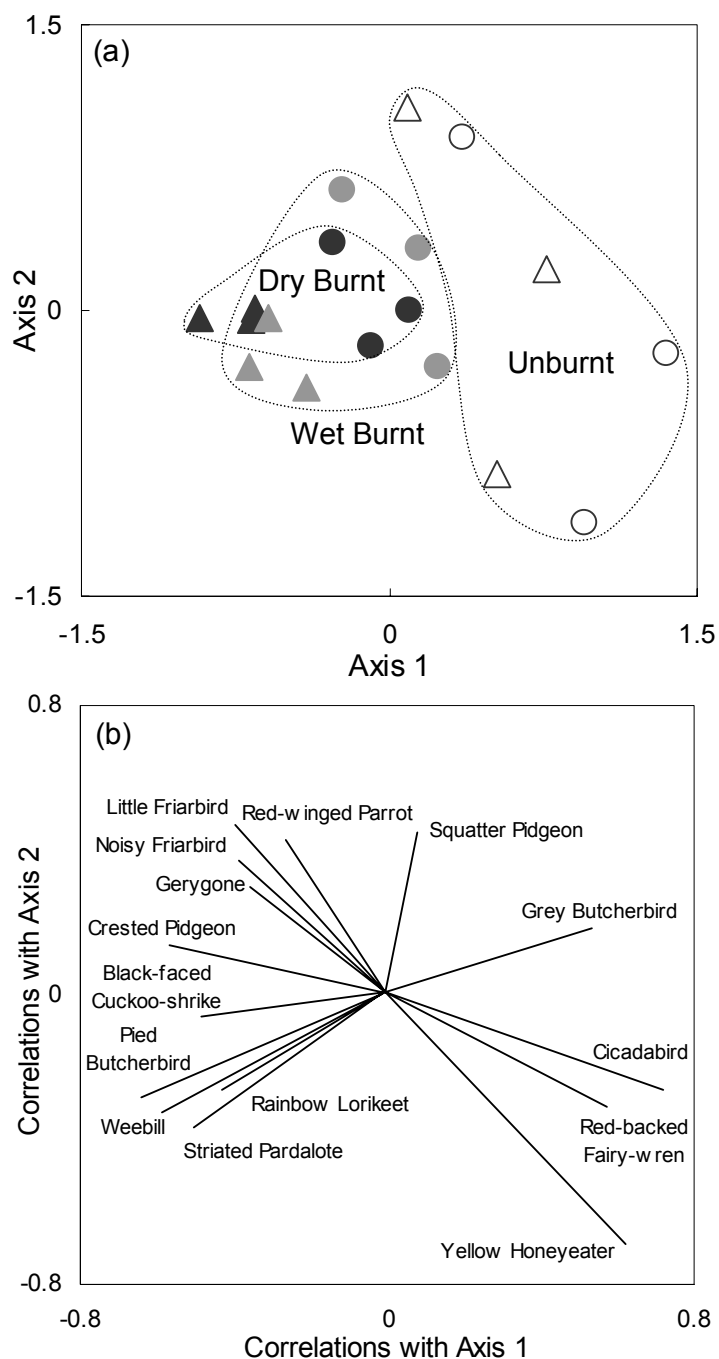 1.5
(a)
Dry Burnt
Axis 2
0
Unburnt
Wet Burnt
-1.5
-1.5
0
1.5
Axis 1
0.8
(b)
Little Friarbird
Red-winged Parrot
Squatter Pidgeon
Noisy Friarbird
Gerygone
Grey Butcherbird
Crested Pidgeon
Black-faced
Cuckoo-shrike
Correlations with Axis 2
0
Pied
Butcherbird
Cicadabird
Rainbow Lorikeet
Weebill
Red-backed
Fairy-wren
Striated Pardalote
Yellow Honeyeater
-0.8
-0.8
0
0.8
Correlations with Axis 1